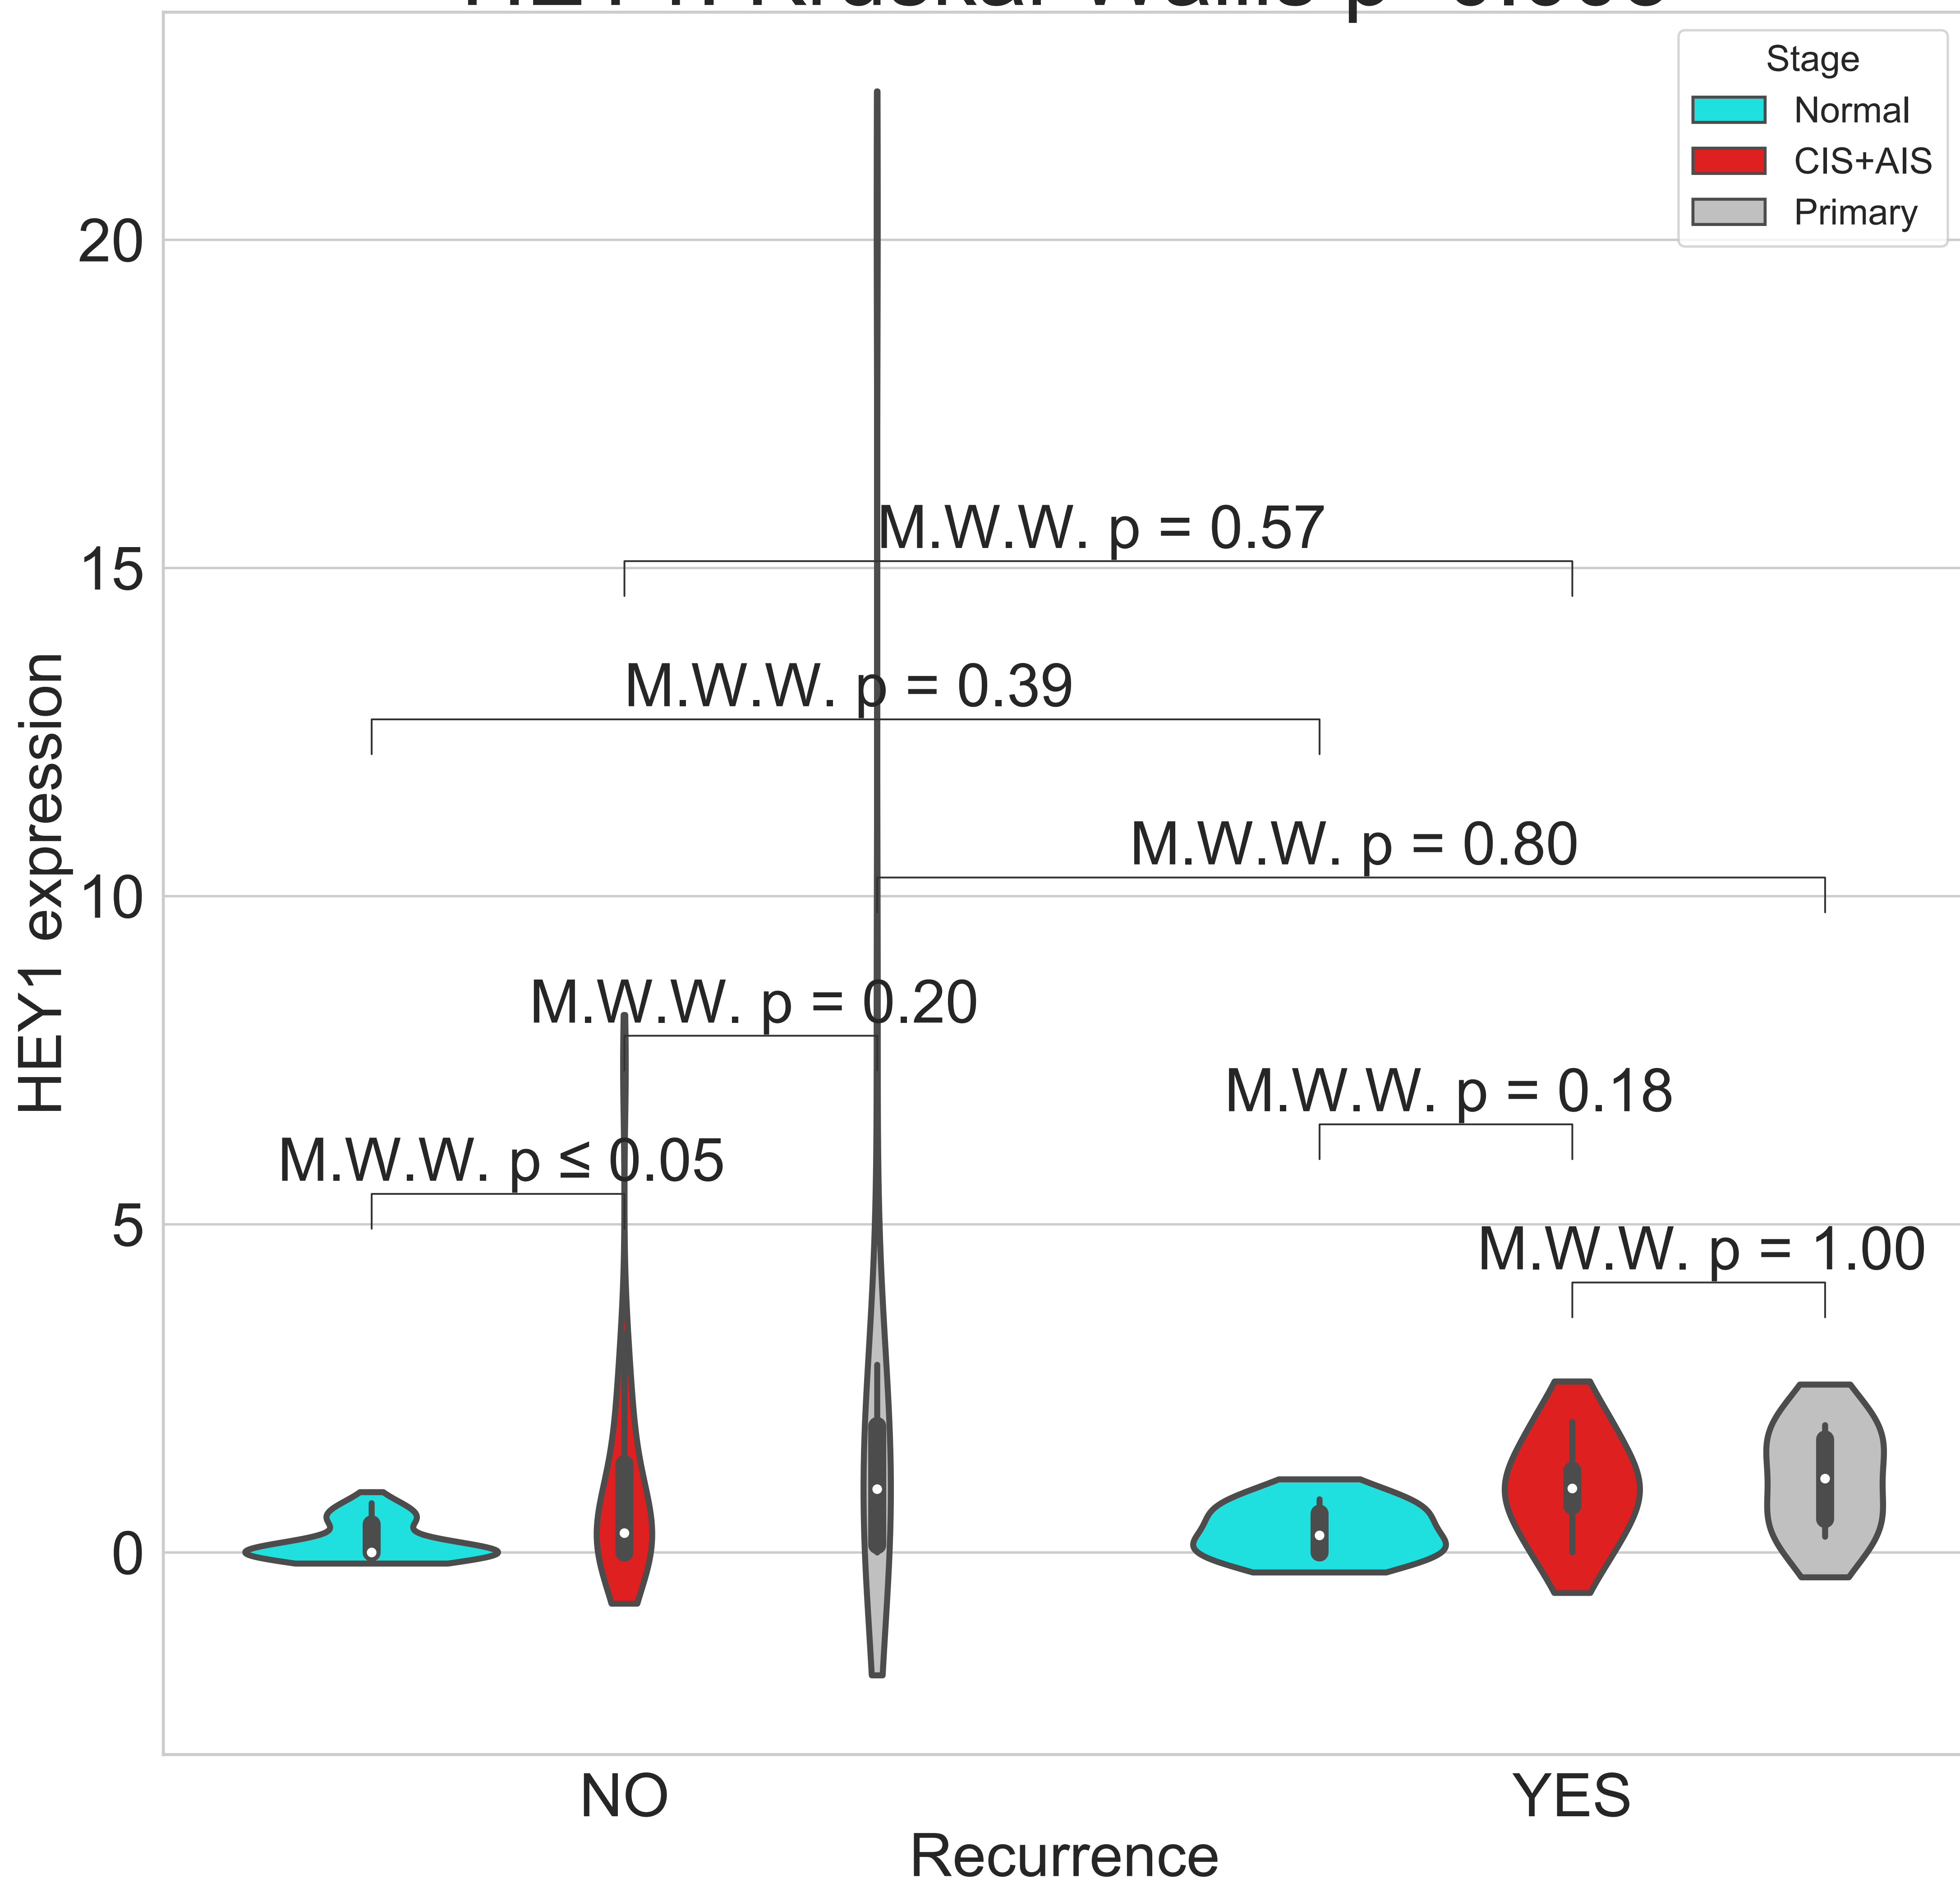 Stage
Normal
CIS+AIS
Primary
20
15
10
5
0
HEY1 expression
M.W.W. p = 0.57
M.W.W. p = 0.39
M.W.W. p = 0.80
M.W.W. p = 0.20
M.W.W. p = 0.18
M.W.W. p ≤ 0.05
M.W.W. p = 1.00
NO
YES
Recurrence